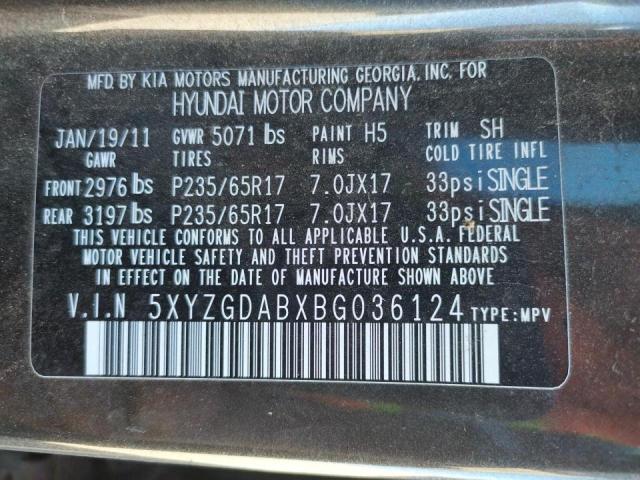 MFD.BY KIA MOTORS MANUFACTURING GEORGIA, INC. FOR
HYUNDAI MOTOR COMPANY
JAN/19/11 GVWR 5071 lbs PAINT H5 TRIM SH
GAWR TIRES RIMS COLD TIRE INFL
FRONT 2976 lbs P235/65R17 7.0JX17 33psi SINGLE
REAR 3197 lbs P235/65R17 7.0JX17 33psi SINGLE
THIS VEHICLE CONFORMS TO ALL APPLICABLE U.S.A. FEDERAL
MOTOR VEHICLE SAFETY AND THEFT PREVENTION STANDARDS
IN EFFECT ON THE DATE OF MANUFACTURE SHOWN ABOVE.
V.I.N 5XYZGDABXBG036124 TYPE:MPV